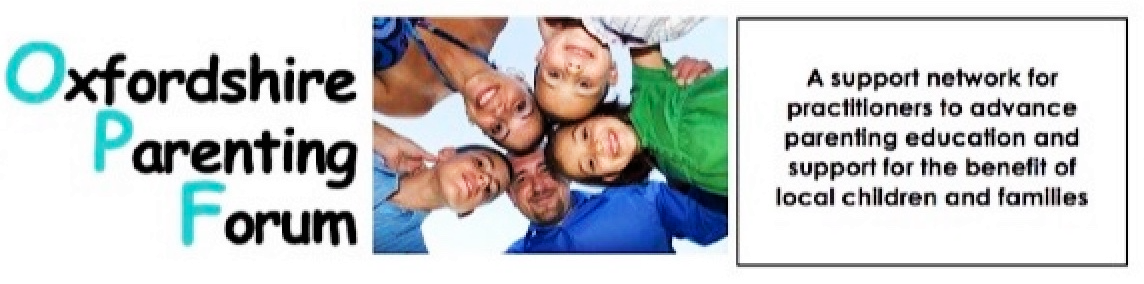 Oxfordshire
Parenting
Forum
A support network for
practitioners to advance
parenting education and
support for the benefit of
local children and families